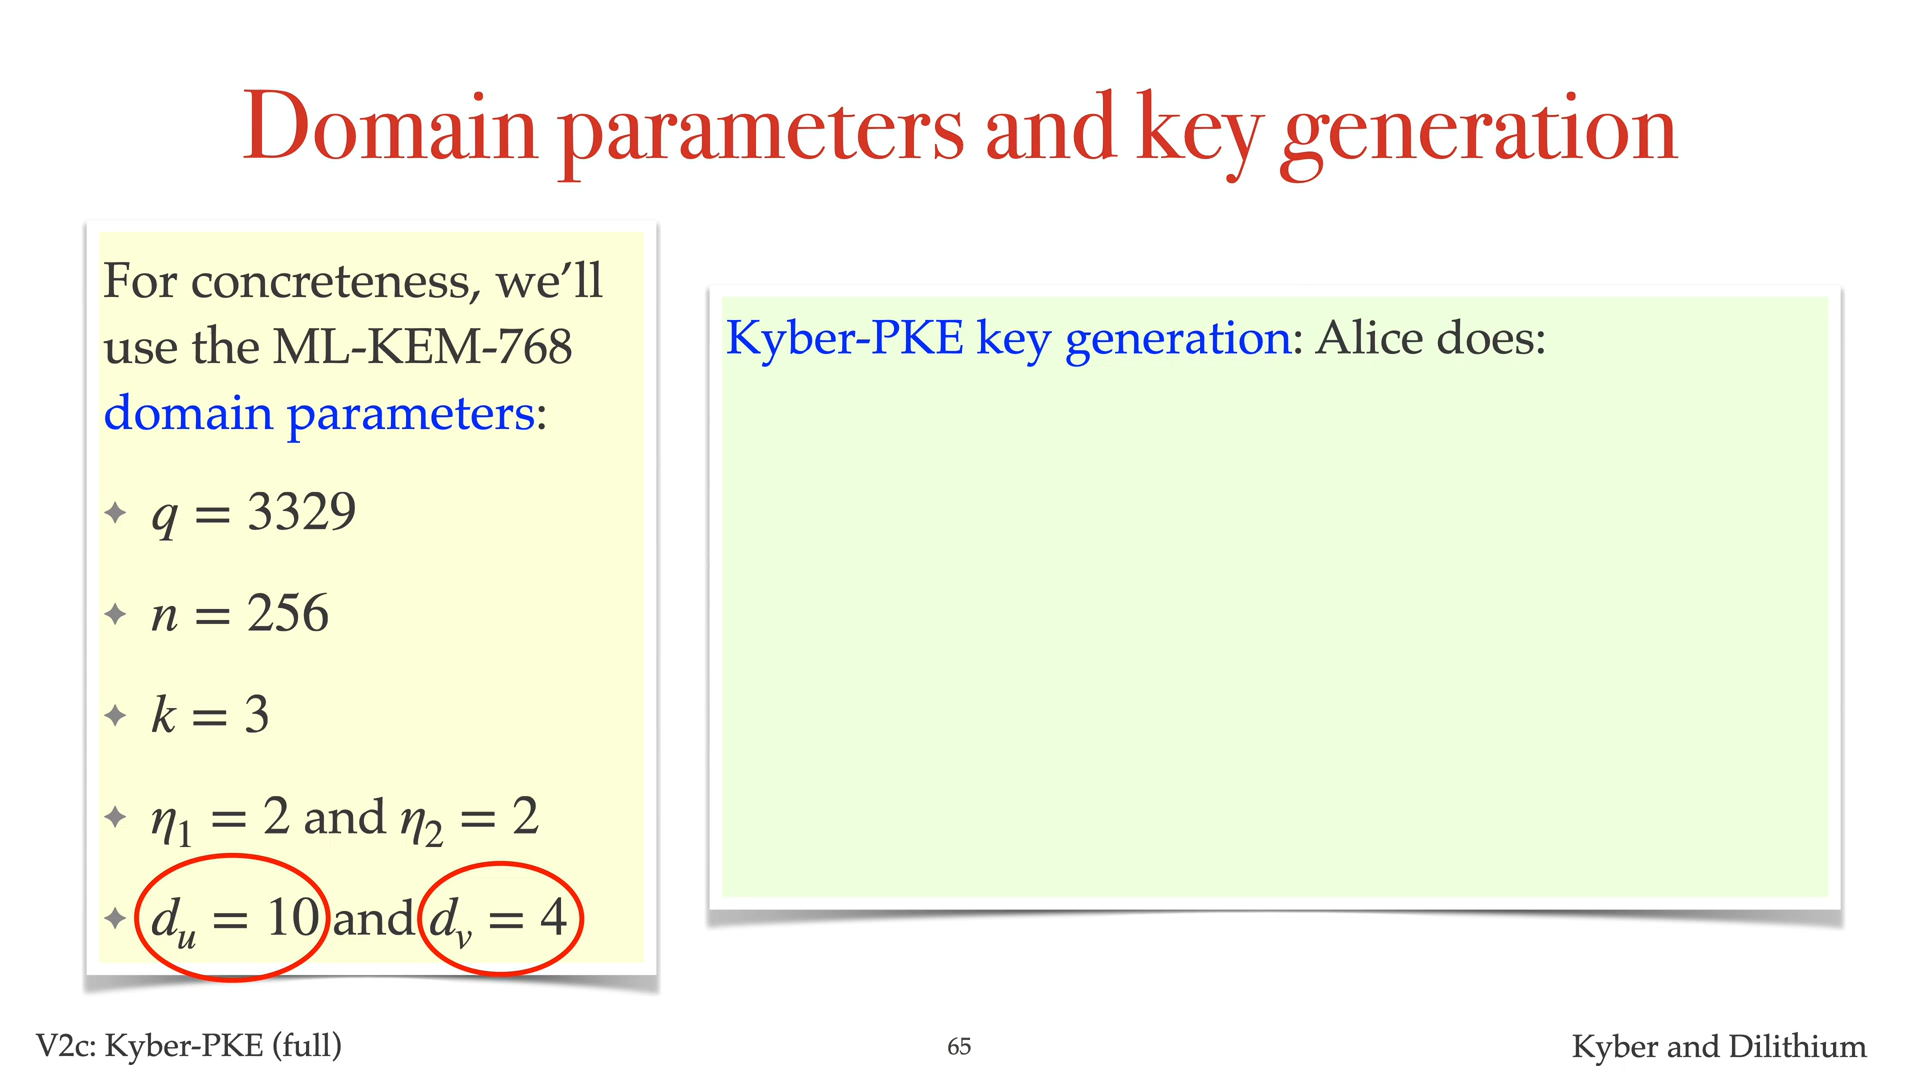 Domain parameters and key generation
For concreteness, we'll
use the ML-KEM-768
domain parameters:
✦ q = 3329
✦ n = 256
✦ k = 3
✦ η₁ = 2 and η₂ = 2
✦ dᵤ = 10 and dᵥ = 4
Kyber-PKE key generation: Alice does:
V2c: Kyber-PKE (full)
65
Kyber and Dilithium